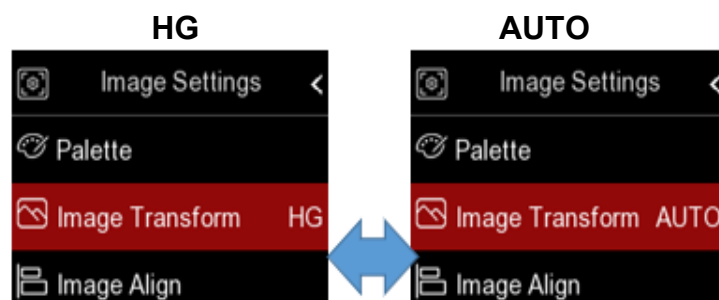 HG
Image Settings
Palette
Image Transform HG
Image Align
AUTO
Image Settings
Palette
Image Transform AUTO
Image Align